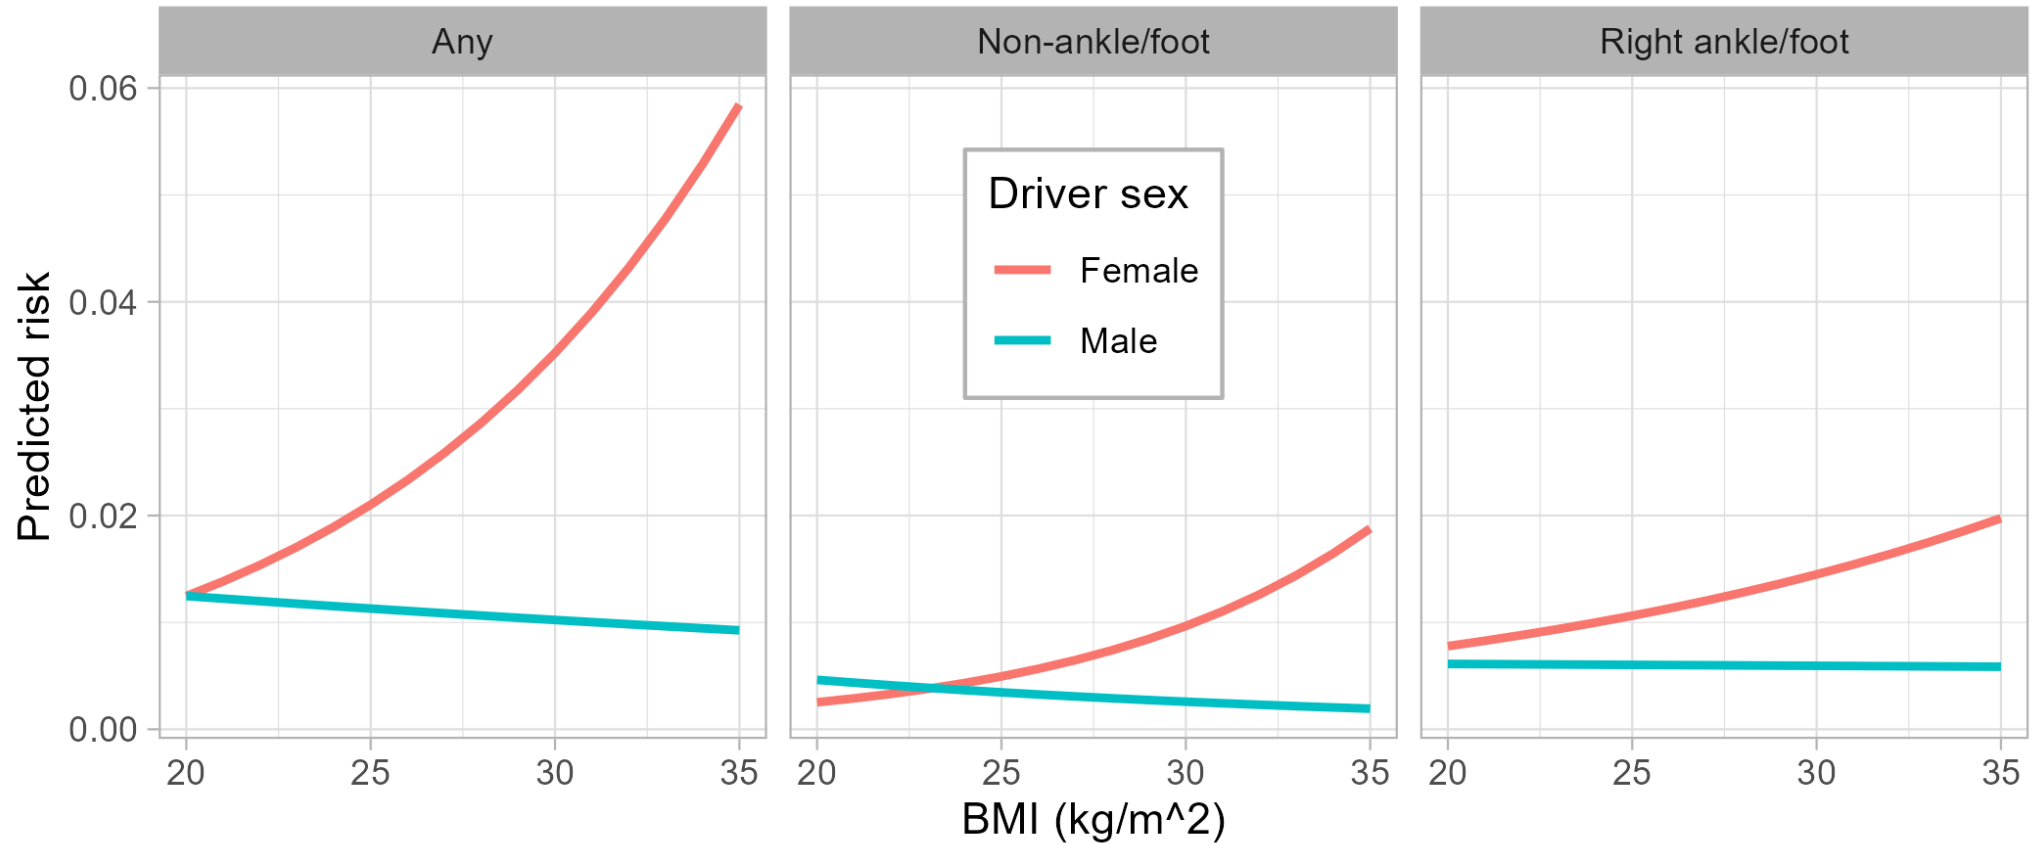 Any
Non-ankle/foot
Right ankle/foot
Predicted risk
0.06
0.04
0.02
0.00
Driver sex
Female
Male
20 25 30 35
20 25 30 35
20 25 30 35
BMI (kg/m^2)